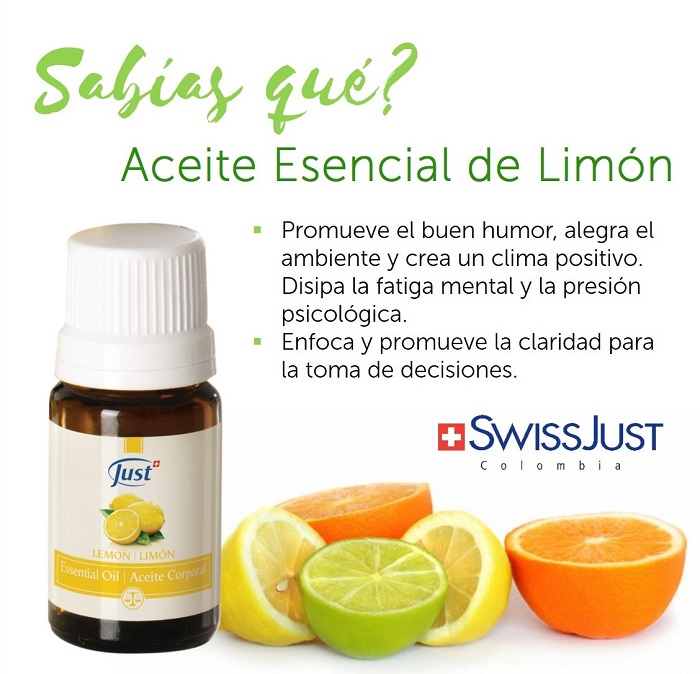 Sabías qué?
Aceite Esencial de Limón
▪ Promueve el buen humor, alegra el
ambiente y crea un clima positivo.
Disipa la fatiga mental y la presión
psicológica.
▪ Enfoca y promueve la claridad para
la toma de decisiones.
SWISSJUST
Colombia
Just
LEMON | LIMÓN
Essential Oil | Aceite Corporal